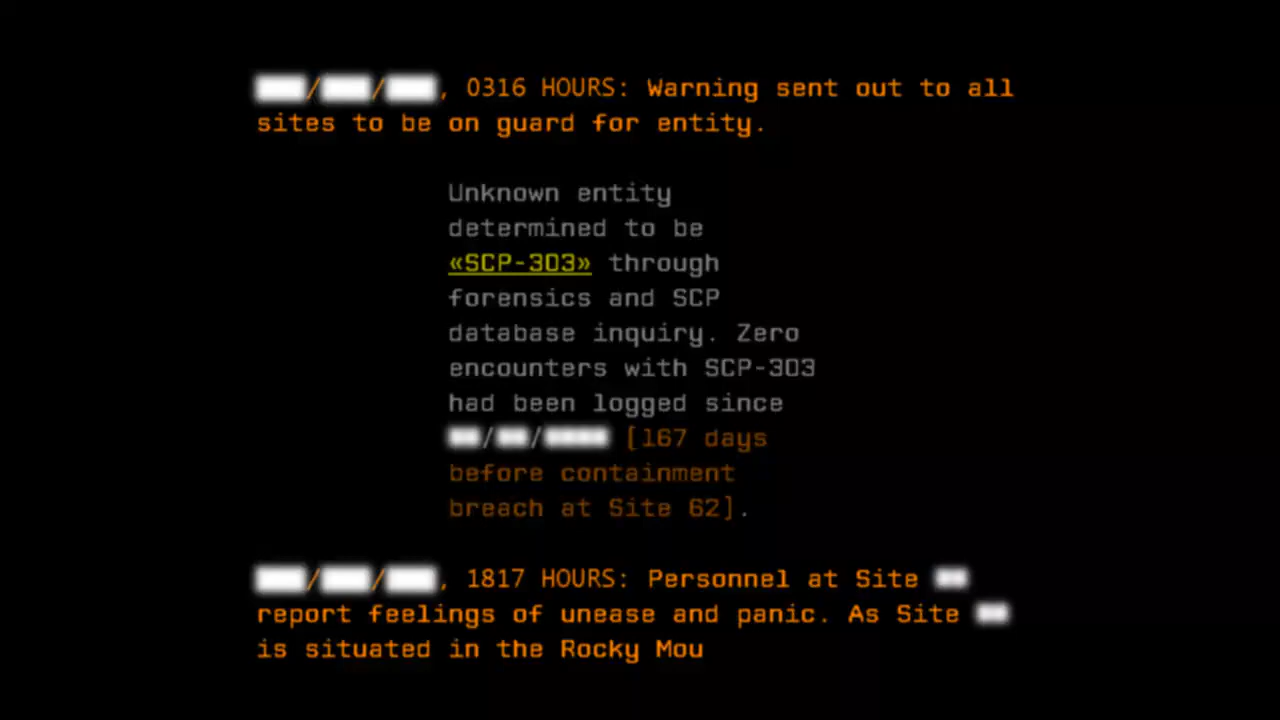 ███/███/███, 0316 HOURS: Warning sent out to all
sites to be on guard for entity.
Unknown entity
determined to be
«SCP-303» through
forensics and SCP
database inquiry. Zero
encounters with SCP-303
had been logged since
██/██/████ [167 days
before containment
breach at Site 62].
███/███/███, 1817 HOURS: Personnel at Site ██
report feelings of unease and panic. As Site ██
is situated in the Rocky Mou